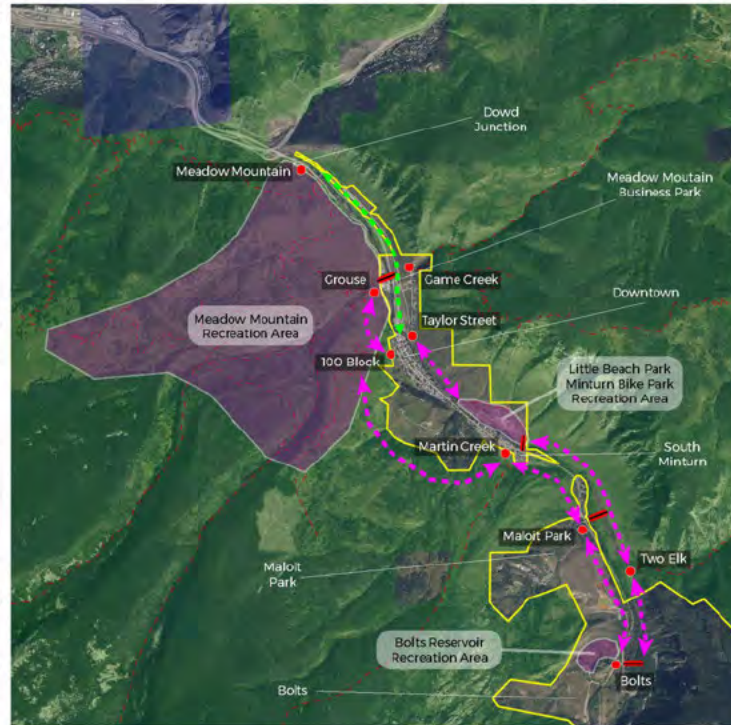 Dowd
Junction
Meadow Mountain
Meadow Moutain
Business Park
Grouse
Game Creek
Downtown
Meadow Mountain
Recreation Area
Taylor Street
100 Block
Little Beach Park
Minturn Bike Park
Recreation Area
Martin Creek
South
Minturn
Maloit Park
Two Elk
Maloit
Park
Bolts Reservoir
Recreation Area
Bolts
Bolts